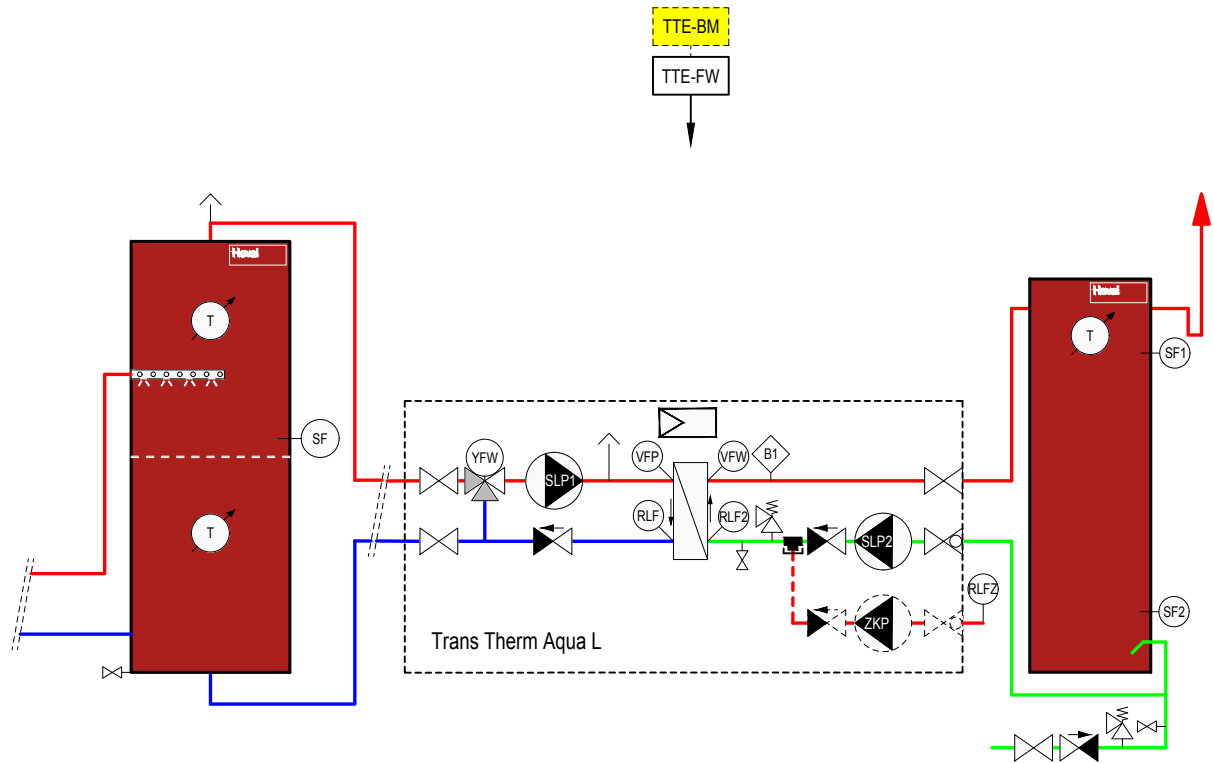 TTE-BM
TTE-FW
Hoval
Hoval
T
T
SF1
SF
YFW
SLP1
VFP
VFW
B1
T
RLF
RLF2
SLP2
RLFZ
ZKP
SF2
Trans Therm Aqua L